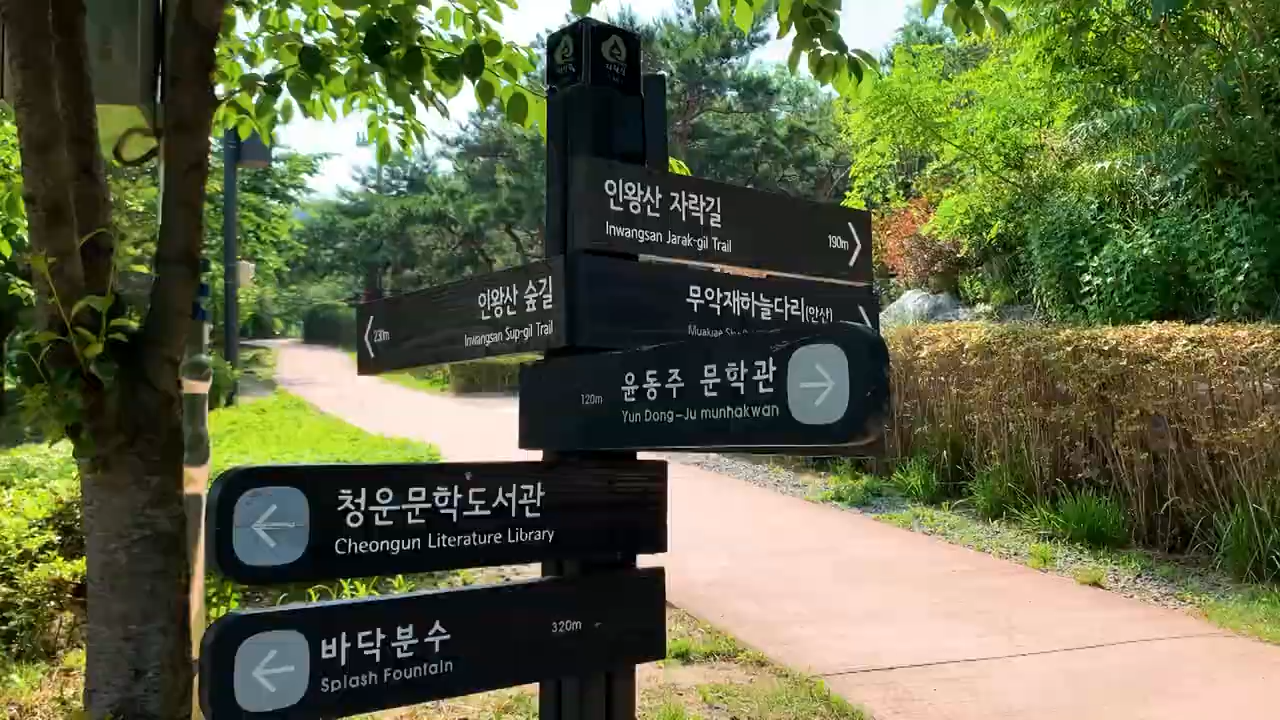 인왕산 자락길
Inwangsan Jarak-gil Trail
190m
인왕산 숲길
Inwangsan Sup-gil Trail
무악재하늘다리(안산)
120m
윤동주 문학관
Yun Dong-Ju munhakwan
청운문학도서관
Cheongun Literature Library
바닥분수
Splash Fountain
320m